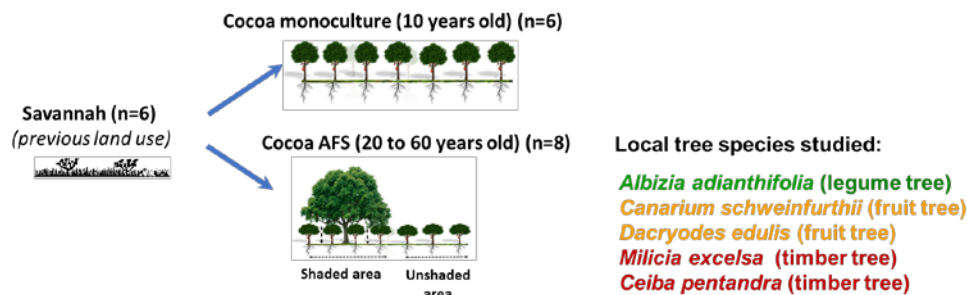 Cocoa monoculture (10 years old) (n=6)
Savannah (n=6)
(previous land use)
Cocoa AFS (20 to 60 years old) (n=8)
Shaded area
Unshaded
area
Local tree species studied:
Albizia adianthifolia (legume tree)
Canarium schweinfurthii (fruit tree)
Dacryodes edulis (fruit tree)
Milicia excelsa (timber tree)
Ceiba pentandra (timber tree)